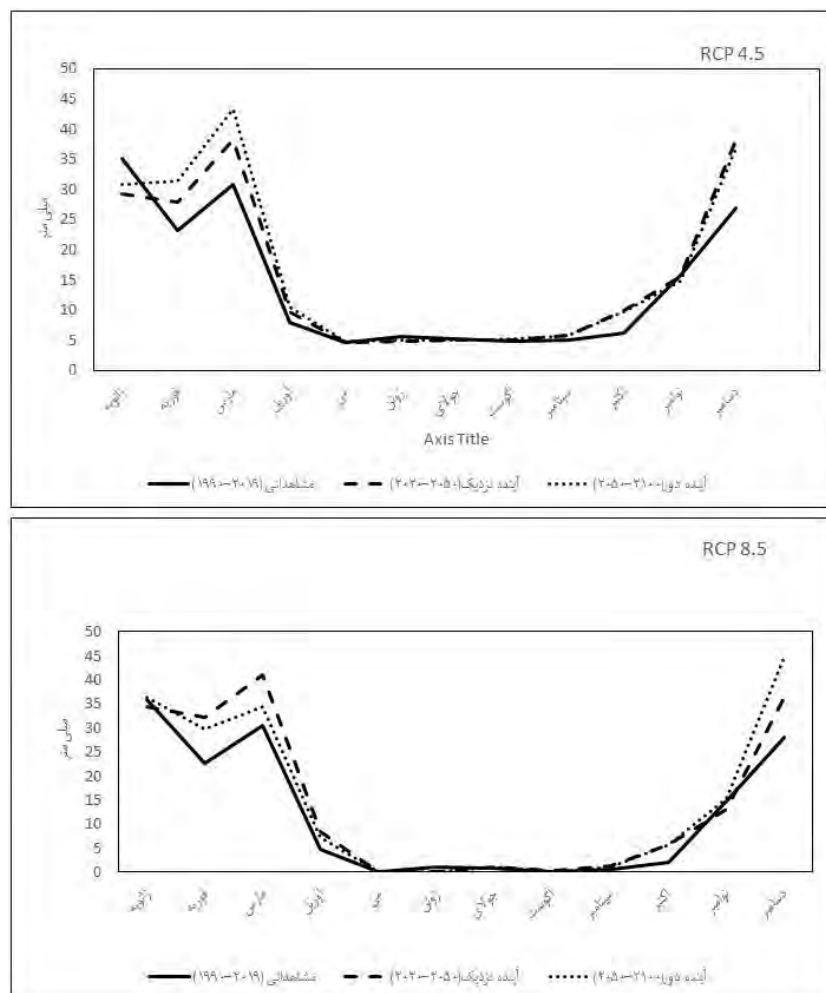 RCP 4.5
50
45
40
35
30
25
20
15
10
5
0
میلی متر
ژانویه
فوریه
مارس
آوریل
می
ژوئن
جولای
آگوست
سپتامبر
اکتبر
نوامبر
دسامبر
Axis Title
مشاهداتی (۱۹۹۰-۲۰۱۹) آینده نزدیک(۲۰۲۰-۲۰۵۰) آینده دور(۲۰۵۰-۲۱۰۰)
RCP 8.5
50
45
40
35
30
25
20
15
10
5
0
میلی متر
ژانویه
فوریه
مارس
آوریل
می
ژوئن
جولای
آگوست
سپتامبر
اکتبر
نوامبر
دسامبر
مشاهداتی (۱۹۹۰-۲۰۱۹) آینده نزدیک(۲۰۲۰-۲۰۵۰) آینده دور(۲۰۵۰-۲۱۰۰)